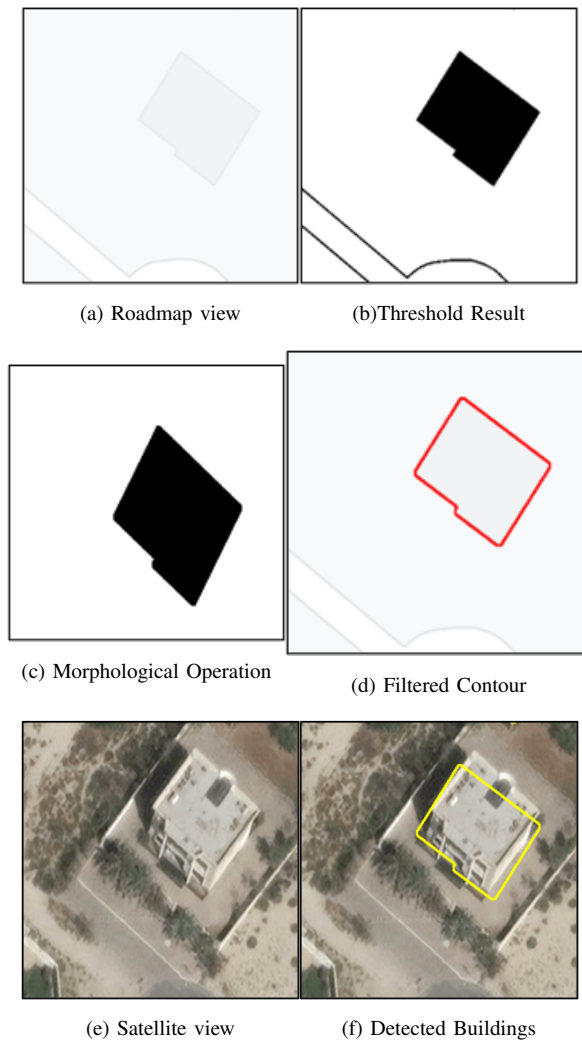 (a) Roadmap view
(b)Threshold Result
(c) Morphological Operation
(d) Filtered Contour
(e) Satellite view
(f) Detected Buildings